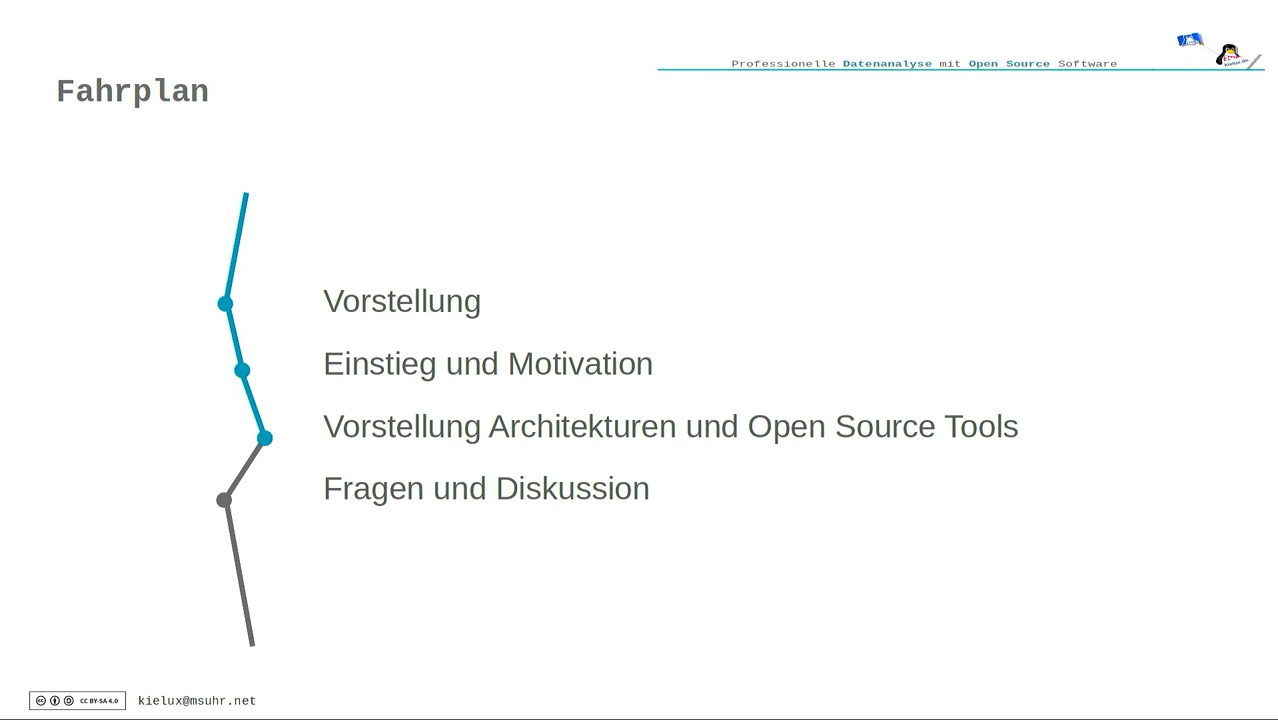 Professionelle Datenanalyse mit Open Source Software
Fahrplan
Vorstellung
Einstieg und Motivation
Vorstellung Architekturen und Open Source Tools
Fragen und Diskussion
CC BY-SA 4.0
kielux@msuhr.net